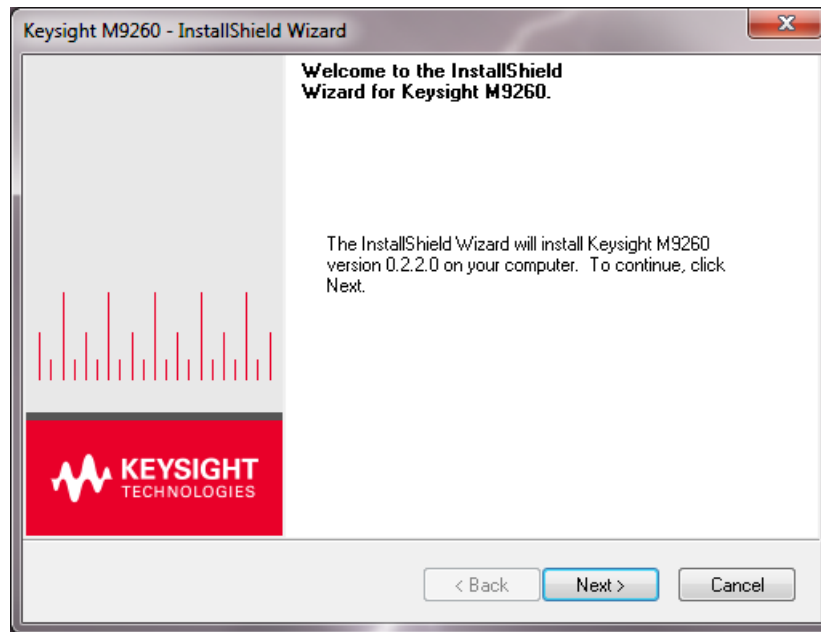 Keysight M9260 - InstallShield Wizard
Welcome to the InstallShield
Wizard for Keysight M9260.
The InstallShield Wizard will install Keysight M9260
version 0.2.2.0 on your computer.  To continue, click
Next.
KEYSIGHT
TECHNOLOGIES
< Back
Next >
Cancel